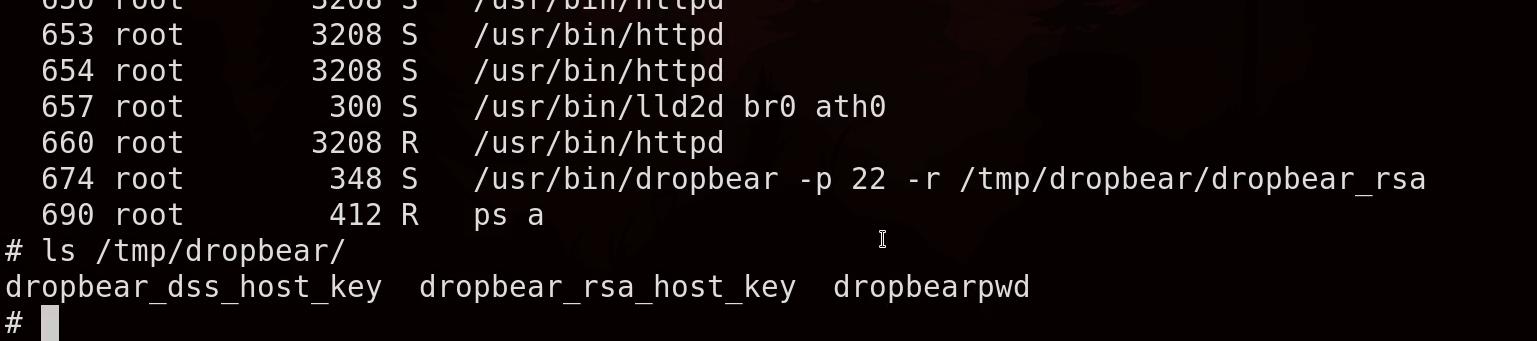 650 root 3208 S /usr/bin/httpd
653 root 3208 S /usr/bin/httpd
654 root 3208 S /usr/bin/httpd
657 root 300 S /usr/bin/lld2d br0 ath0
660 root 3208 R /usr/bin/httpd
674 root 348 S /usr/bin/dropbear -p 22 -r /tmp/dropbear/dropbear_rsa
690 root 412 R ps a
# ls /tmp/dropbear/
dropbear_dss_host_key dropbear_rsa_host_key dropbearpwd
#